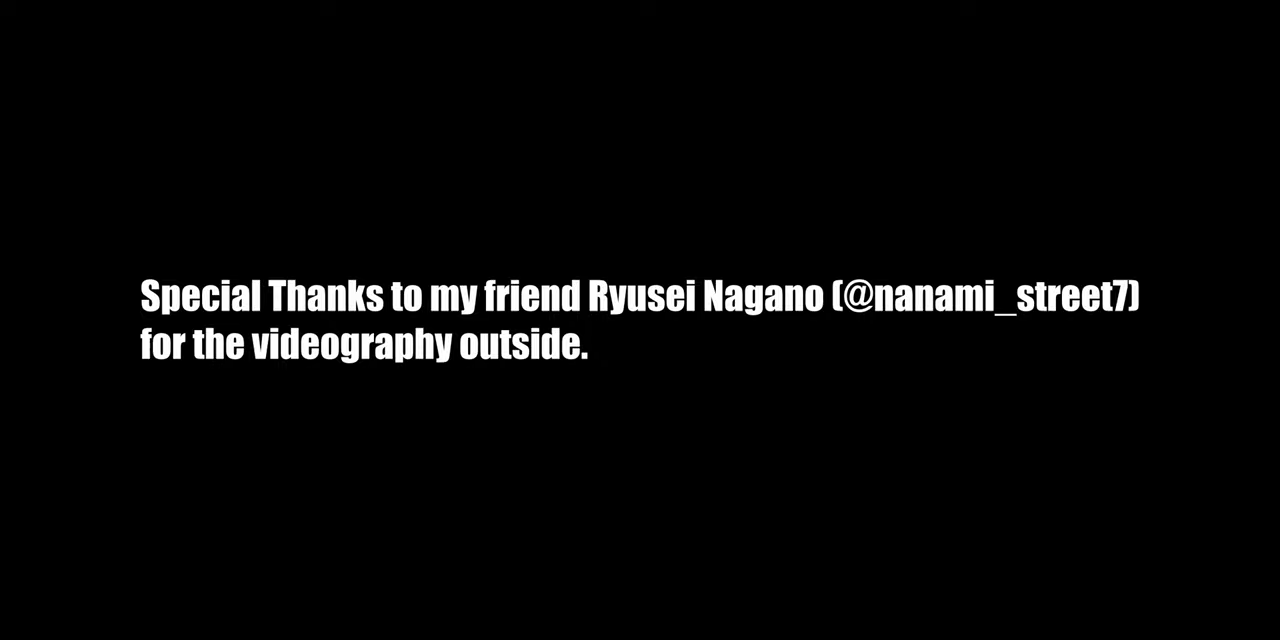 Special Thanks to my friend Ryusei Nagano (@nanami_street7)
for the videography outside.